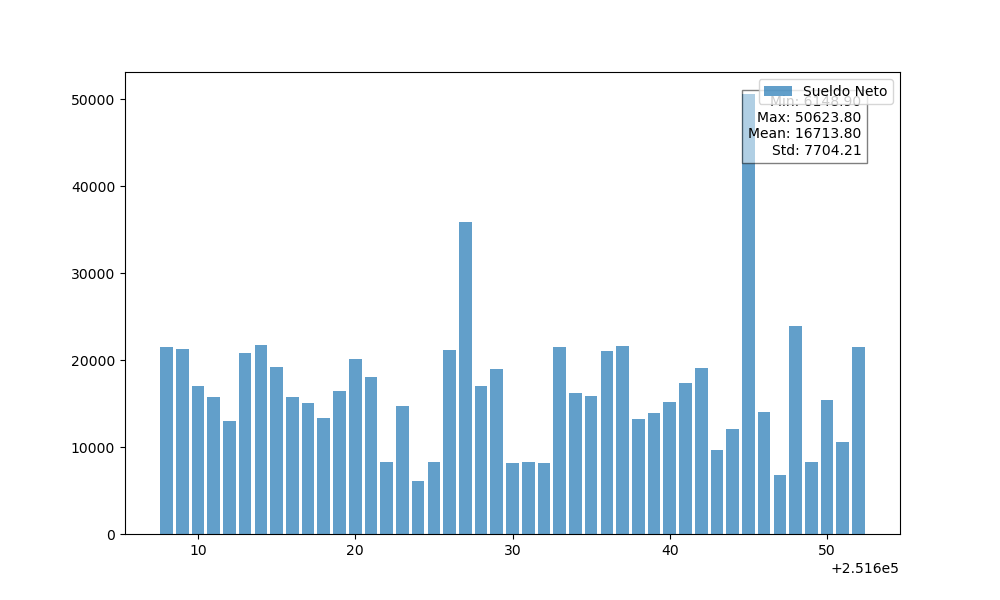 Sueldo Neto
Min: 6148.90
Max: 50623.80
Mean: 16713.80
Std: 7704.21
50000
40000
30000
20000
10000
0
10 20 30 40 50
+2.516e5